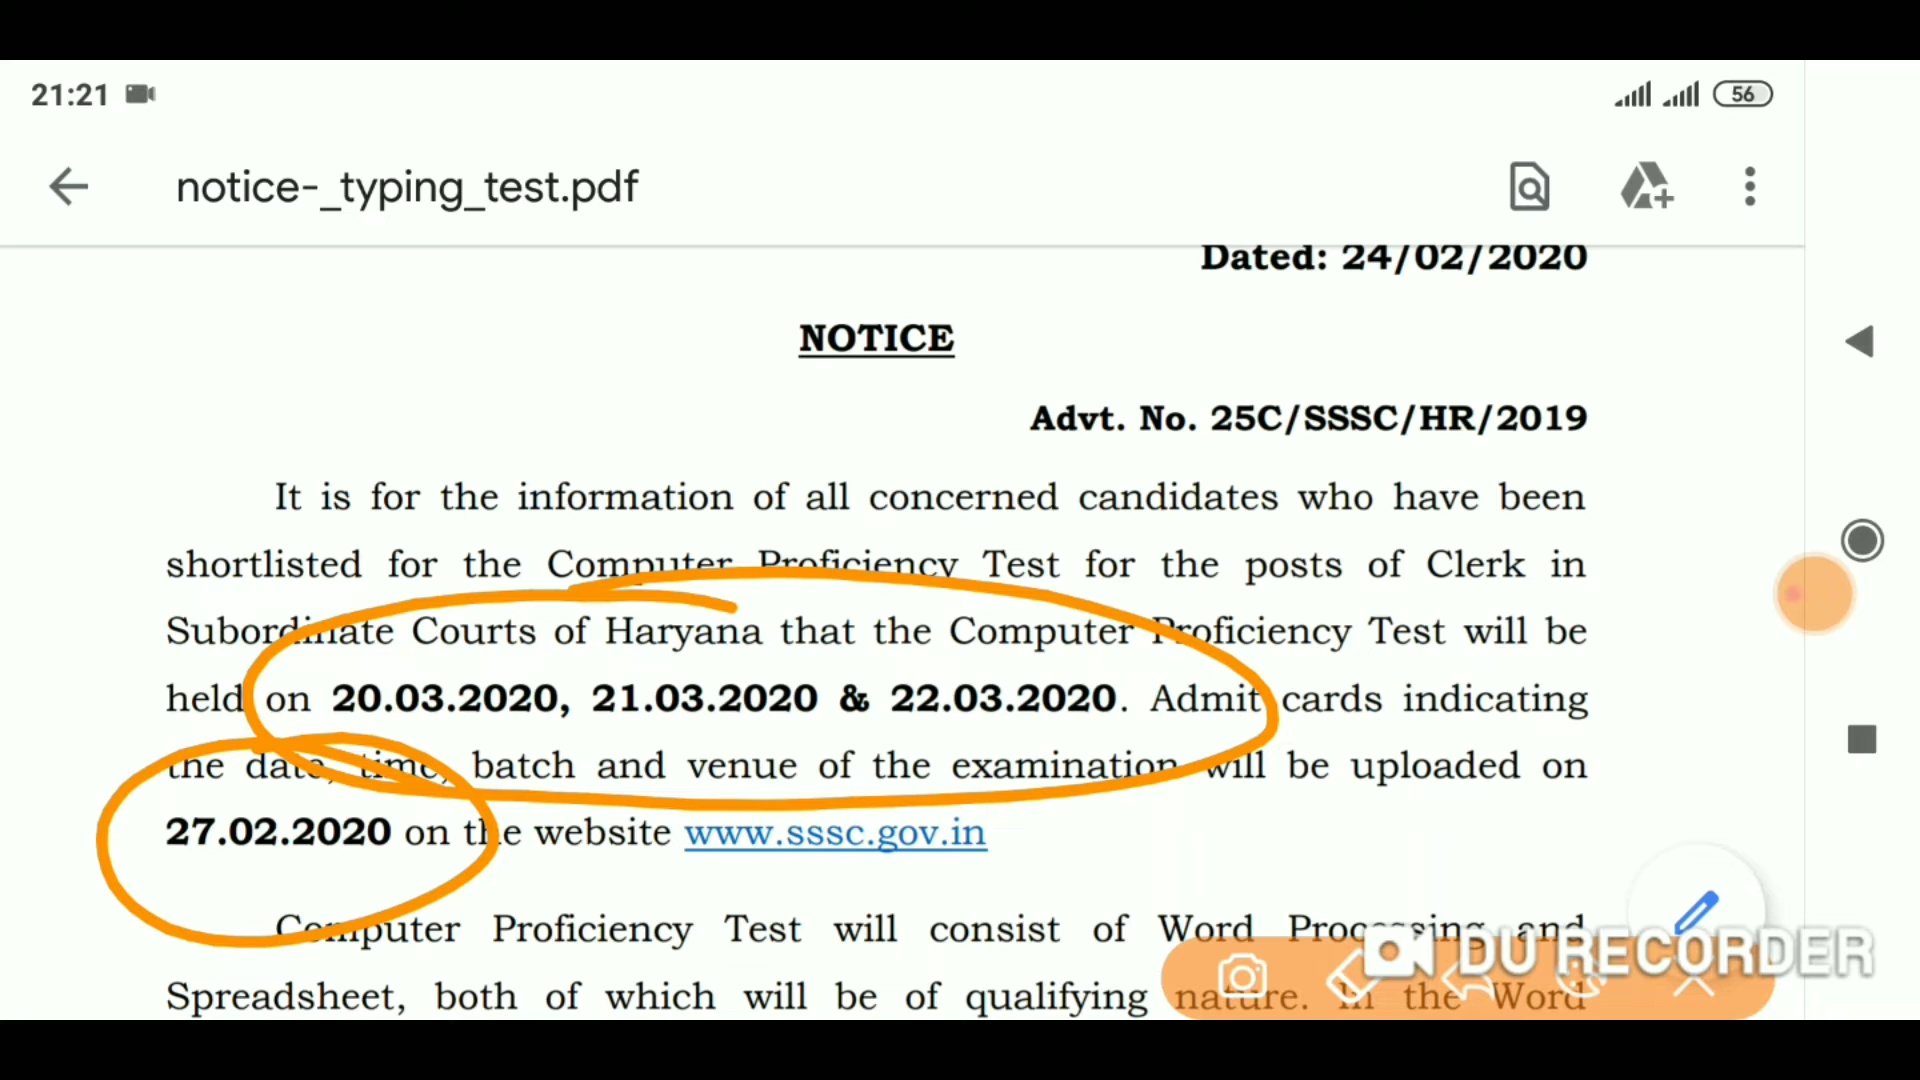 21:21
56
notice-_typing_test.pdf
Dated: 24/02/2020
NOTICE
Advt. No. 25C/SSSC/HR/2019
It is for the information of all concerned candidates who have been
shortlisted for the Computer Proficiency Test for the posts of Clerk in
Subordinate Courts of Haryana that the Computer Proficiency Test will be
held on 20.03.2020, 21.03.2020 & 22.03.2020. Admit cards indicating
the date, time, batch and venue of the examination will be uploaded on
27.02.2020 on the website www.sssc.gov.in
Computer Proficiency Test will consist of Word Processing and
Spreadsheet, both of which will be of qualifying nature. In the Word
DU RECORDER